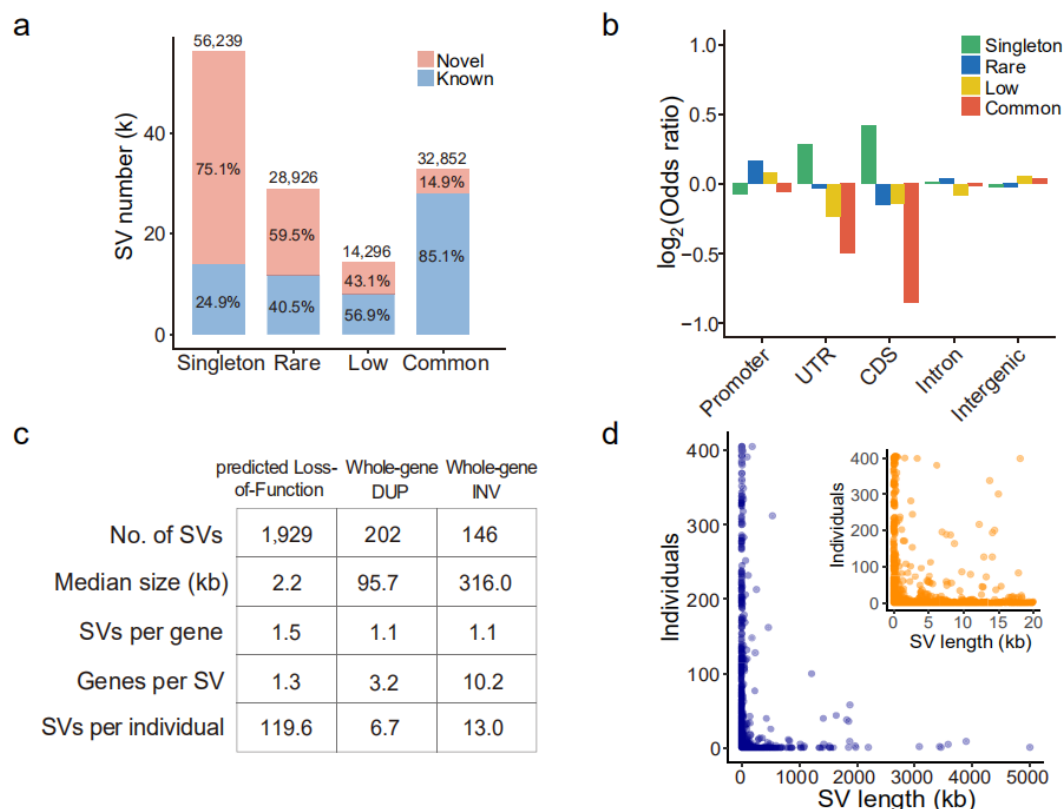 a
56,239
Novel
Known
SV number (k)
40
20
0
75.1%
24.9%
28,926
59.5%
40.5%
14,296
43.1%
56.9%
32,852
14.9%
85.1%
Singleton Rare Low Common
b
Singleton
Rare
Low
Common
log2(Odds ratio)
1.0
0.5
0.0
−0.5
−1.0
Promoter
UTR
CDS
Intron
Intergenic
c
predicted Loss-of-Function Whole-gene DUP Whole-gene INV
No. of SVs 1,929 202 146
Median size (kb) 2.2 95.7 316.0
SVs per gene 1.5 1.1 1.1
Genes per SV 1.3 3.2 10.2
SVs per individual 119.6 6.7 13.0
d
Individuals
400
300
200
100
0
0 1000 2000 3000 4000 5000
SV length (kb)
Individuals
400
300
200
100
0
0 5 10 15 20
SV length (kb)